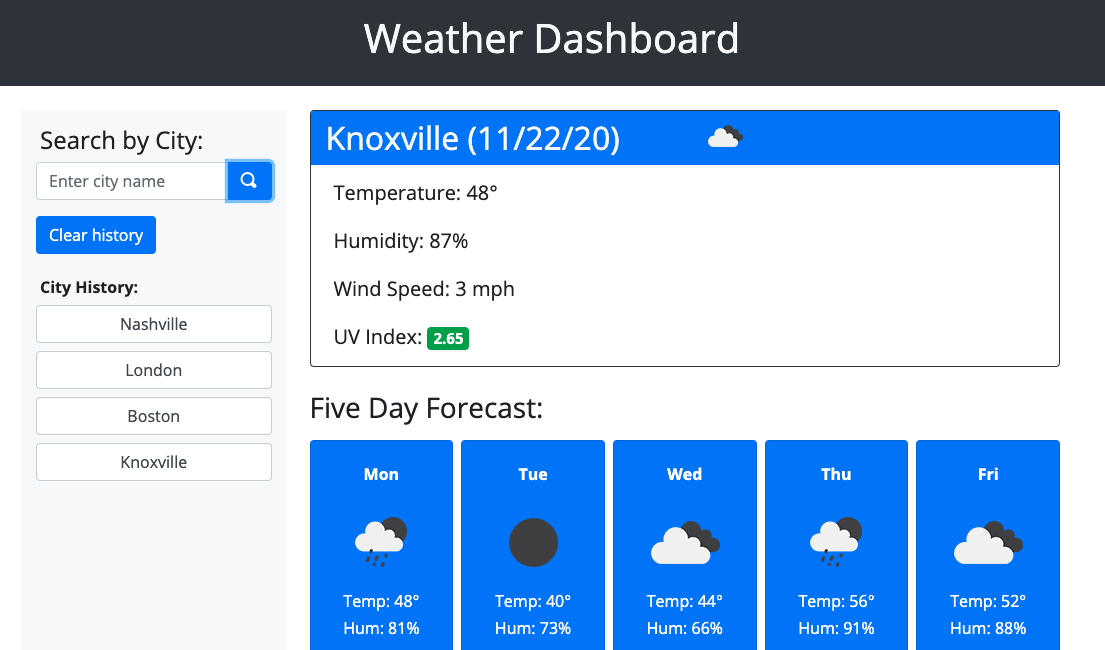 Weather Dashboard
Search by City:
Enter city name
Clear history
City History:
Nashville
London
Boston
Knoxville
Knoxville (11/22/20)
Temperature: 48°
Humidity: 87%
Wind Speed: 3 mph
UV Index: 2.65
Five Day Forecast:
Mon
Temp: 48°
Hum: 81%
Tue
Temp: 40°
Hum: 73%
Wed
Temp: 44°
Hum: 66%
Thu
Temp: 56°
Hum: 91%
Fri
Temp: 52°
Hum: 88%